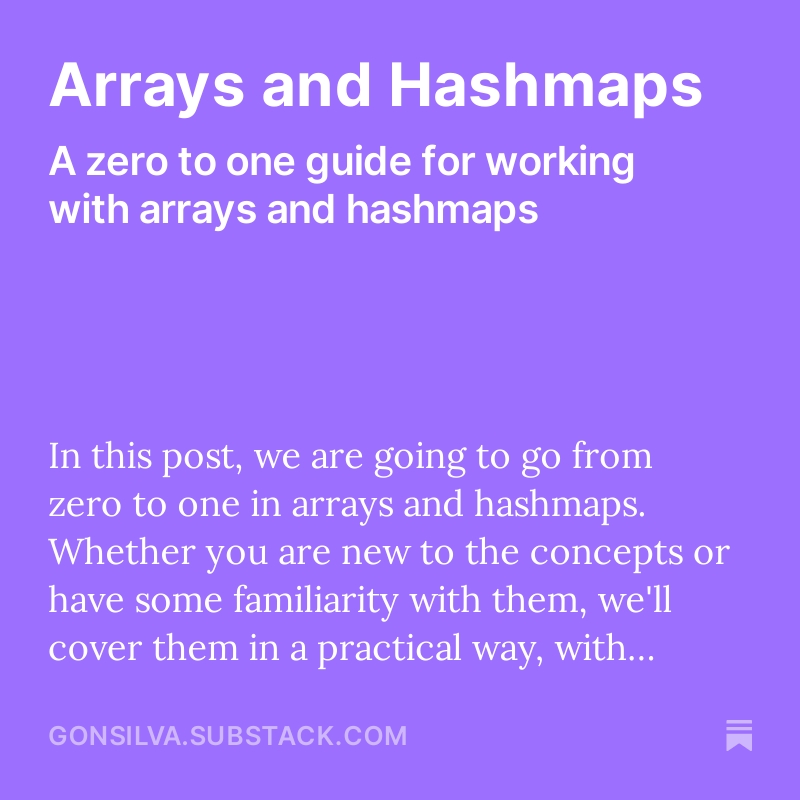 Arrays and Hashmaps
A zero to one guide for working
with arrays and hashmaps
In this post, we are going to go from
zero to one in arrays and hashmaps.
Whether you are new to the concepts or
have some familiarity with them, we'll
cover them in a practical way, with...
GONSILVA.SUBSTACK.COM